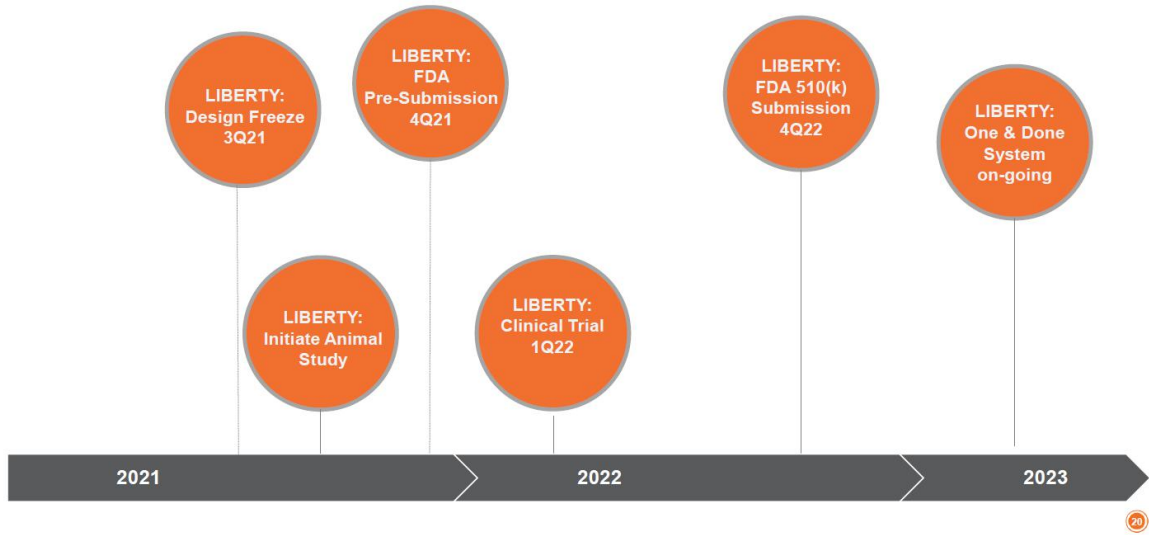 LIBERTY:
Design Freeze
3Q21
LIBERTY:
FDA
Pre-Submission
4Q21
LIBERTY:
FDA 510(k)
Submission
4Q22
LIBERTY:
One & Done
System
on-going
LIBERTY:
Initiate Animal
Study
LIBERTY:
Clinical Trial
1Q22
2021
2022
2023
20